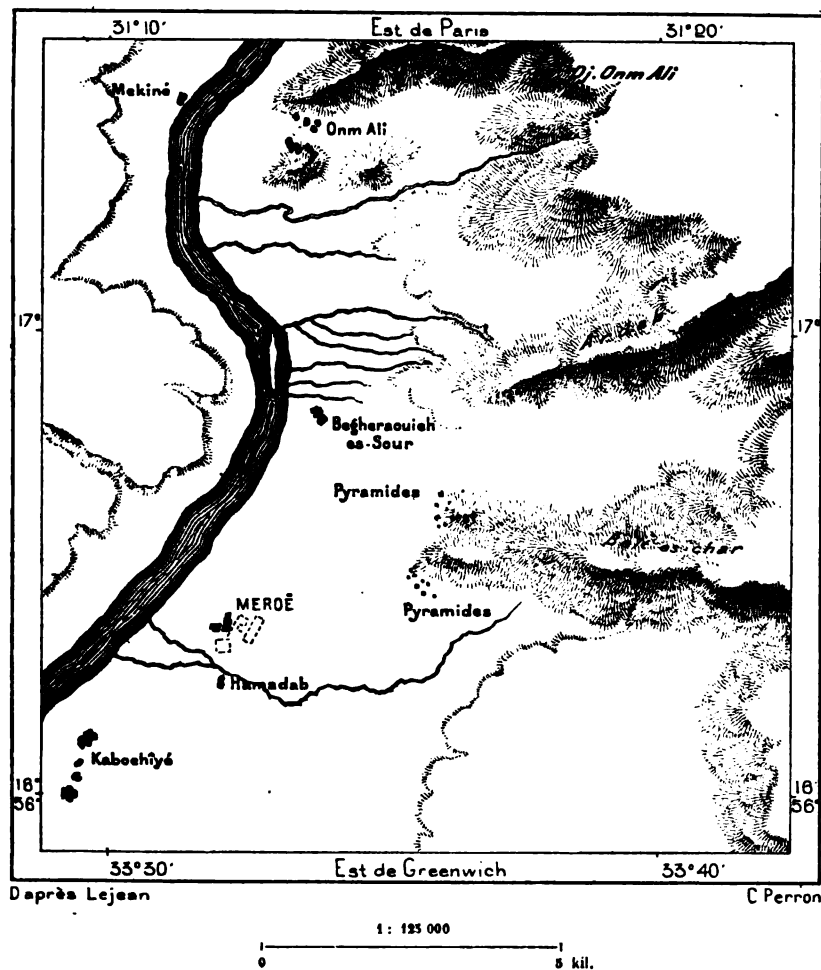 31°10' Est de Paris 31°20'
Dj. Onm Ali
Mekiné
Onm Ali
17° 17°
Begheraouieh
es-Sour
Pyramides
MEROÉ
Pyramides
Hamadab
Kabochîyé
16° 16°
56' 56'
33°30' Est de Greenwich 33°40'
D'après Lejean C Perron
1 : 125 000
0 5 kil.